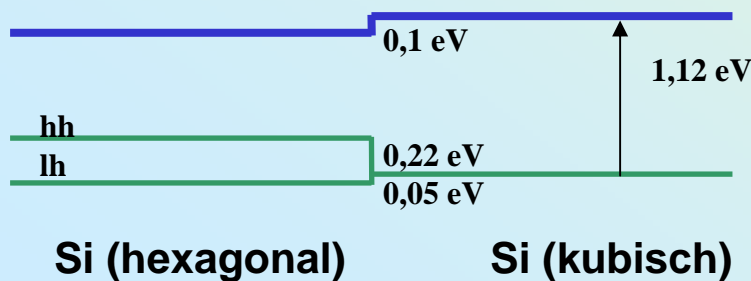 0,1 eV
1,12 eV
hh
lh
0,22 eV
0,05 eV
Si (hexagonal) Si (kubisch)